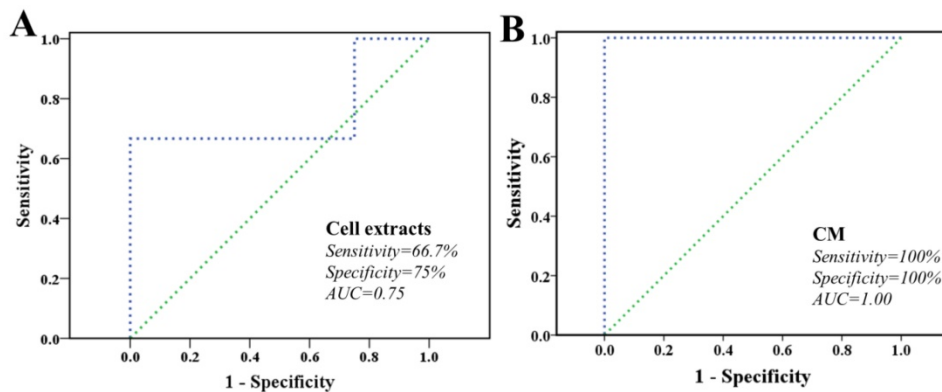 A
1.0
0.8
0.6
0.4
0.2
0.0
Sensitivity
Cell extracts
Sensitivity=66.7%
Specificity=75%
AUC=0.75
0.0 0.2 0.4 0.6 0.8 1.0
1 - Specificity
B
1.0
0.8
0.6
0.4
0.2
0.0
Sensitivity
CM
Sensitivity=100%
Specificity=100%
AUC=1.00
0.0 0.2 0.4 0.6 0.8 1.0
1 - Specificity